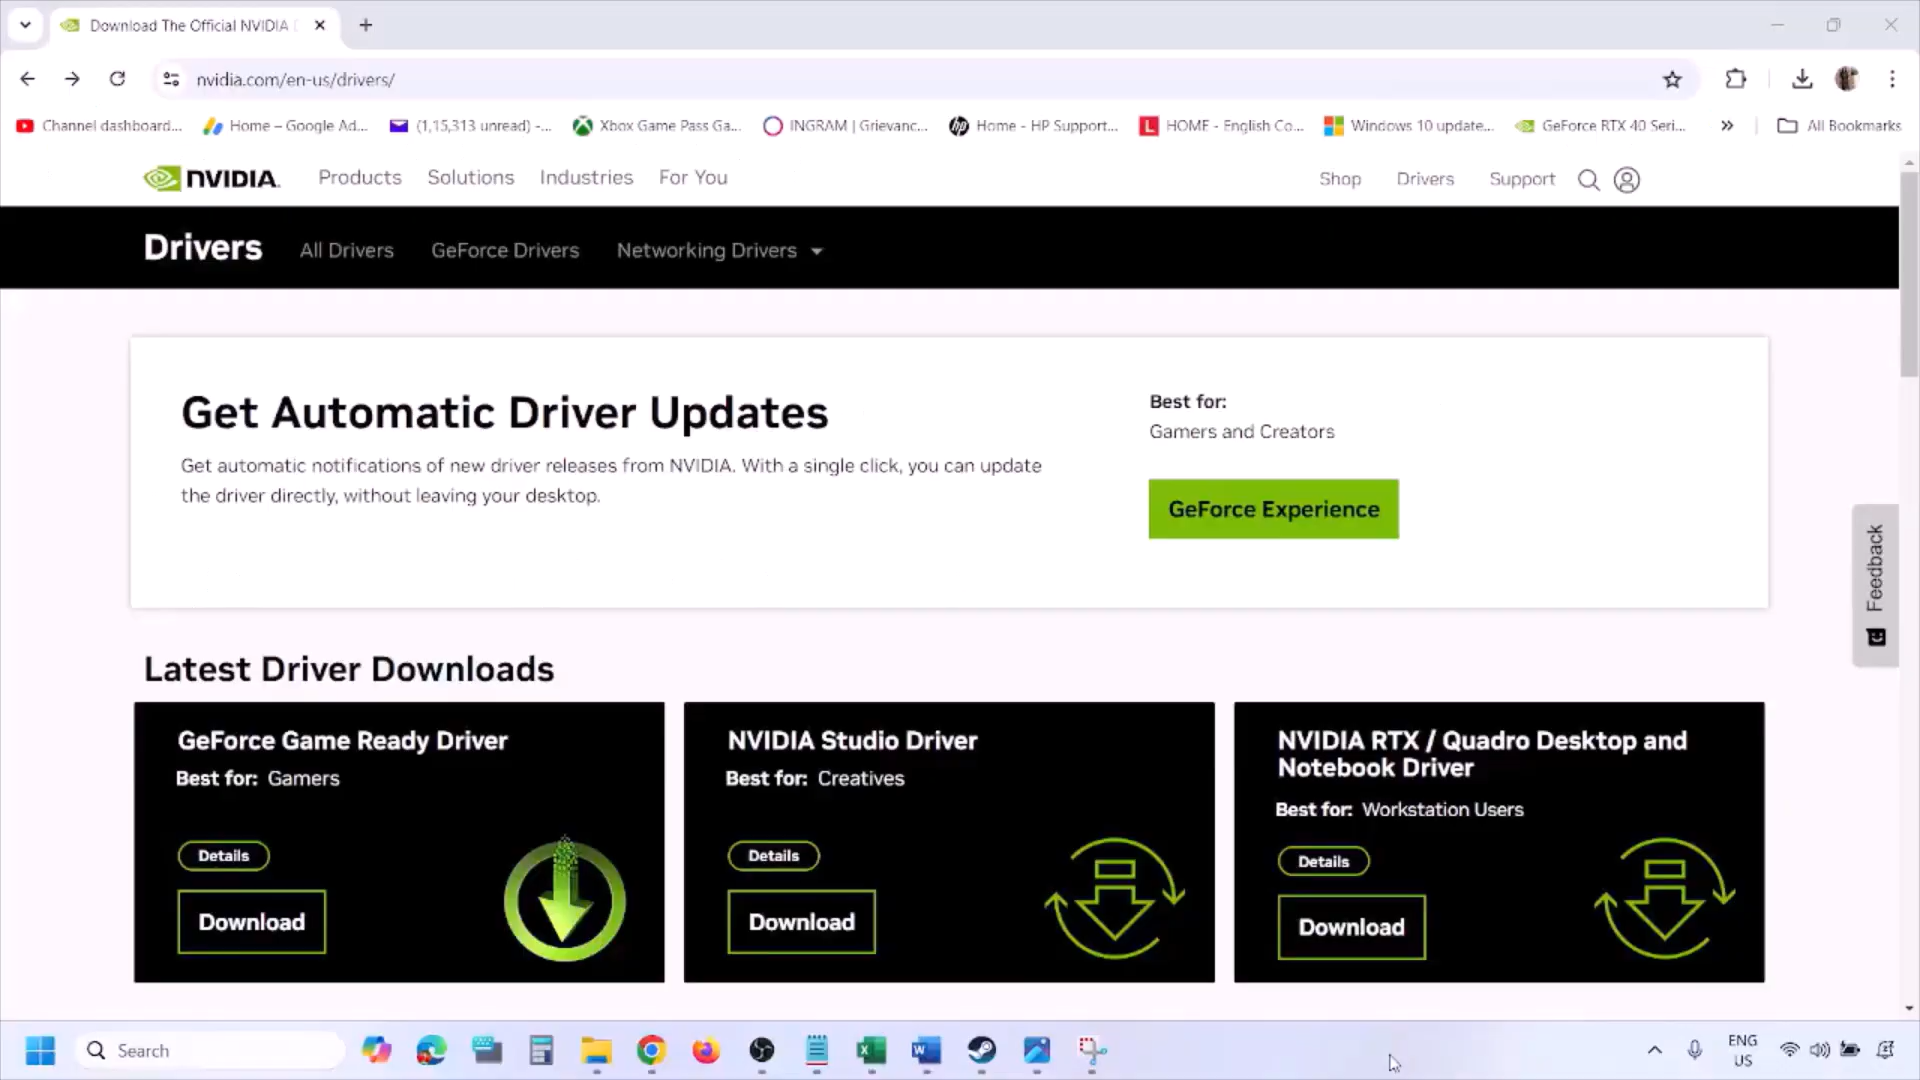 Download The Official NVIDIA
nvidia.com/en-us/drivers/
Channel dashboard...
Home – Google Ad...
(1,15,313 unread) -...
Xbox Game Pass Ga...
INGRAM | Grievanc...
Home - HP Support...
HOME - English Co...
Windows 10 update...
GeForce RTX 40 Seri...
All Bookmarks
NVIDIA.
Products
Solutions
Industries
For You
Shop
Drivers
Support
Drivers
All Drivers
GeForce Drivers
Networking Drivers
Get Automatic Driver Updates
Get automatic notifications of new driver releases from NVIDIA. With a single click, you can update
the driver directly, without leaving your desktop.
Best for:
Gamers and Creators
GeForce Experience
Feedback
Latest Driver Downloads
GeForce Game Ready Driver
Best for: Gamers
Details
Download
NVIDIA Studio Driver
Best for: Creatives
Details
Download
NVIDIA RTX / Quadro Desktop and
Notebook Driver
Best for: Workstation Users
Details
Download
Search
ENG
US